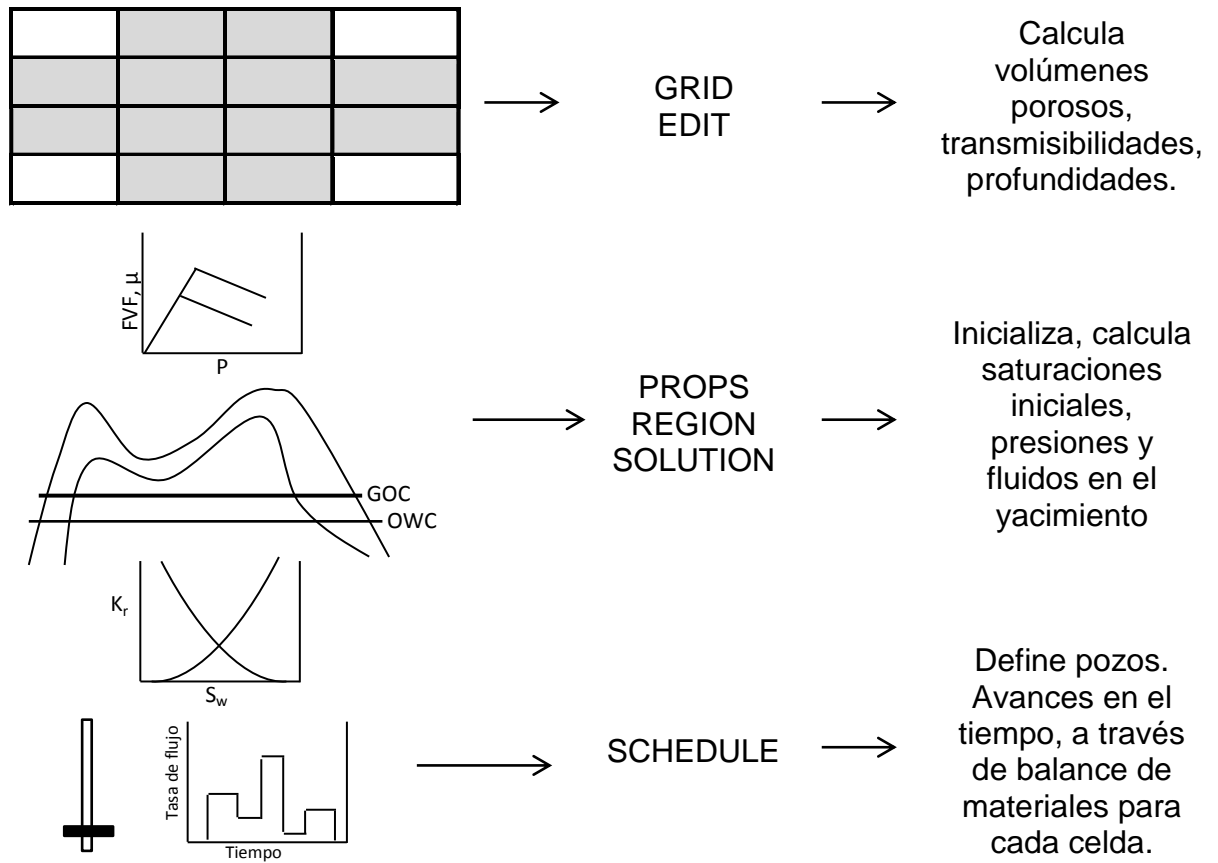 GRID
EDIT
Calcula
volúmenes
porosos,
transmisibilidades,
profundidades.
FVF, µ
P
GOC
OWC
Kr
Sw
PROPS
REGION
SOLUTION
Inicializa, calcula
saturaciones
iniciales,
presiones y
fluidos en el
yacimiento
Tasa de flujo
Tiempo
SCHEDULE
Define pozos.
Avances en el
tiempo, a través
de balance de
materiales para
cada celda.